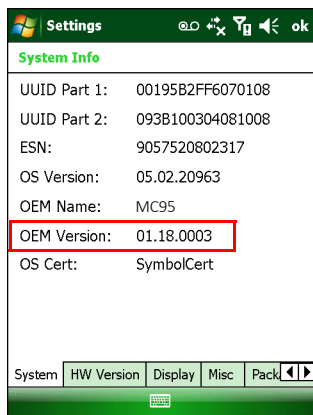 Settings ok
System Info
UUID Part 1: 00195B2FF6070108
UUID Part 2: 093B100304081008
ESN: 9057520802317
OS Version: 05.02.20963
OEM Name: MC95
OEM Version: 01.18.0003
OS Cert: SymbolCert
System HW Version Display Misc Pack